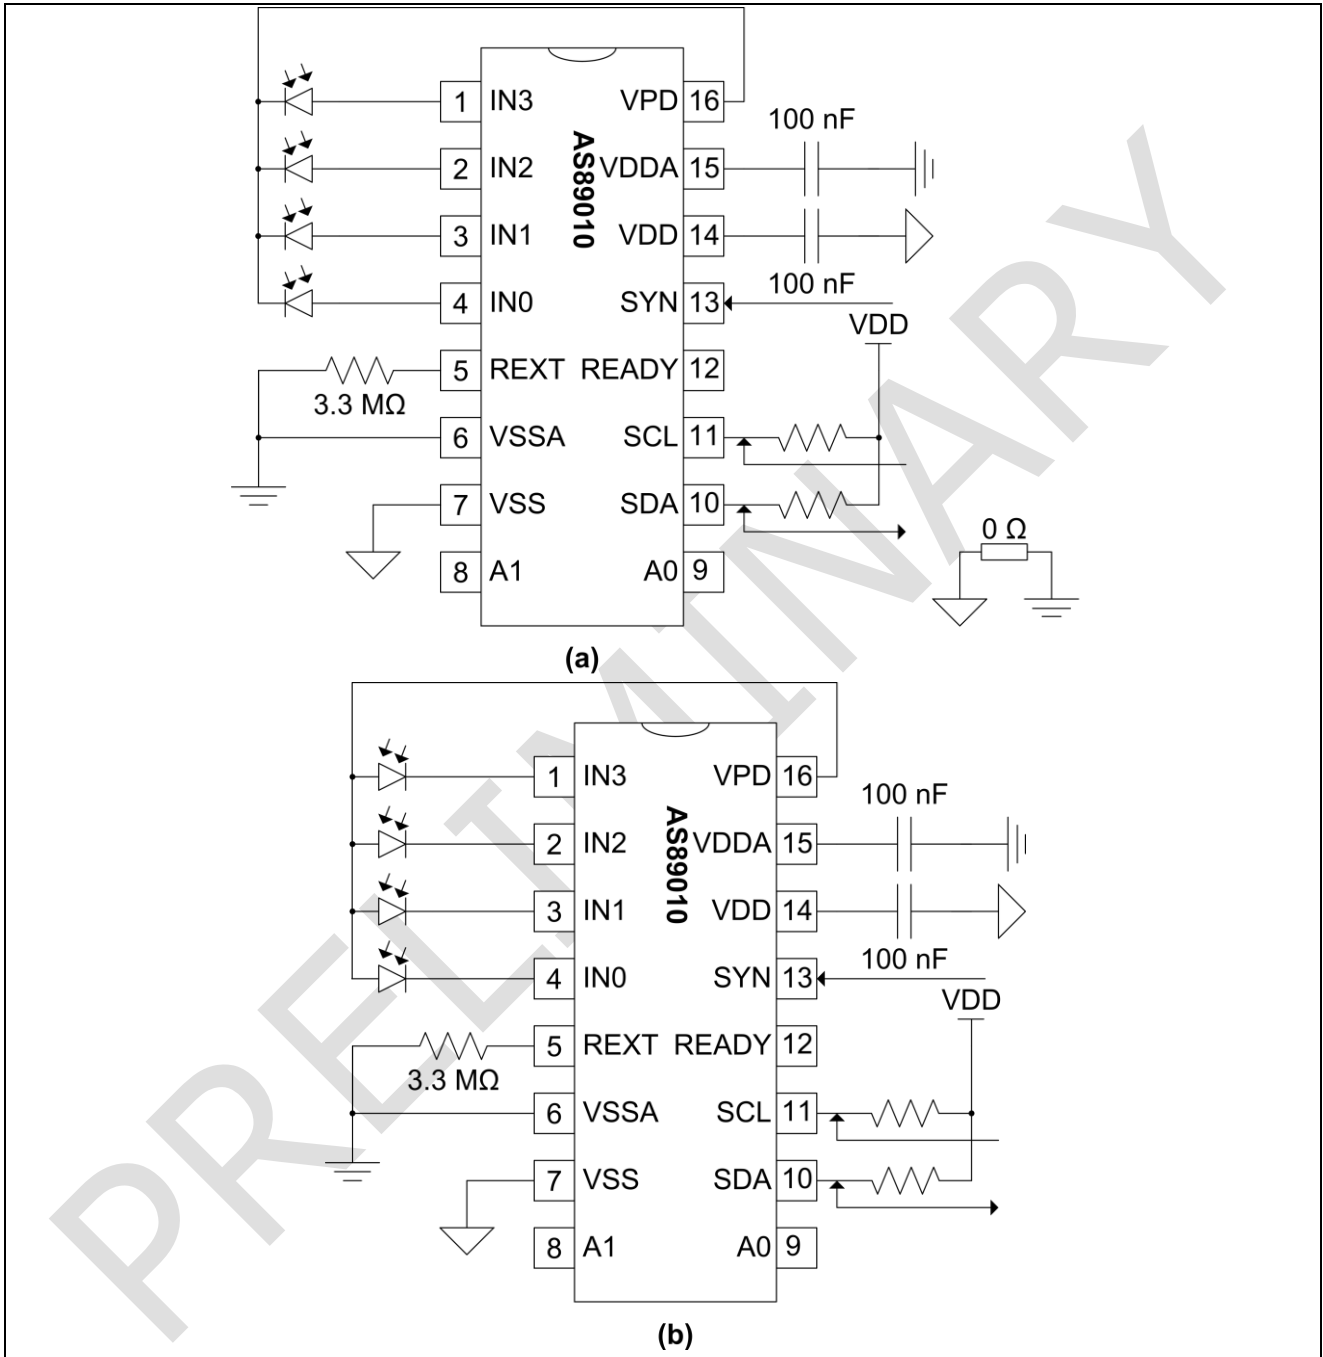 1 IN3 VPD 16
100 nF
2 IN2 VDDA 15
AS89010
3 IN1 VDD 14
100 nF
4 IN0 SYN 13
VDD
5 REXT READY 12
3.3 MΩ
6 VSSA SCL 11
7 VSS SDA 10
0 Ω
8 A1 A0 9
(a)
1 IN3 VPD 16
100 nF
2 IN2 VDDA 15
AS89010
3 IN1 VDD 14
100 nF
4 IN0 SYN 13
VDD
5 REXT READY 12
3.3 MΩ
6 VSSA SCL 11
7 VSS SDA 10
8 A1 A0 9
(b)
PRELIMINARY